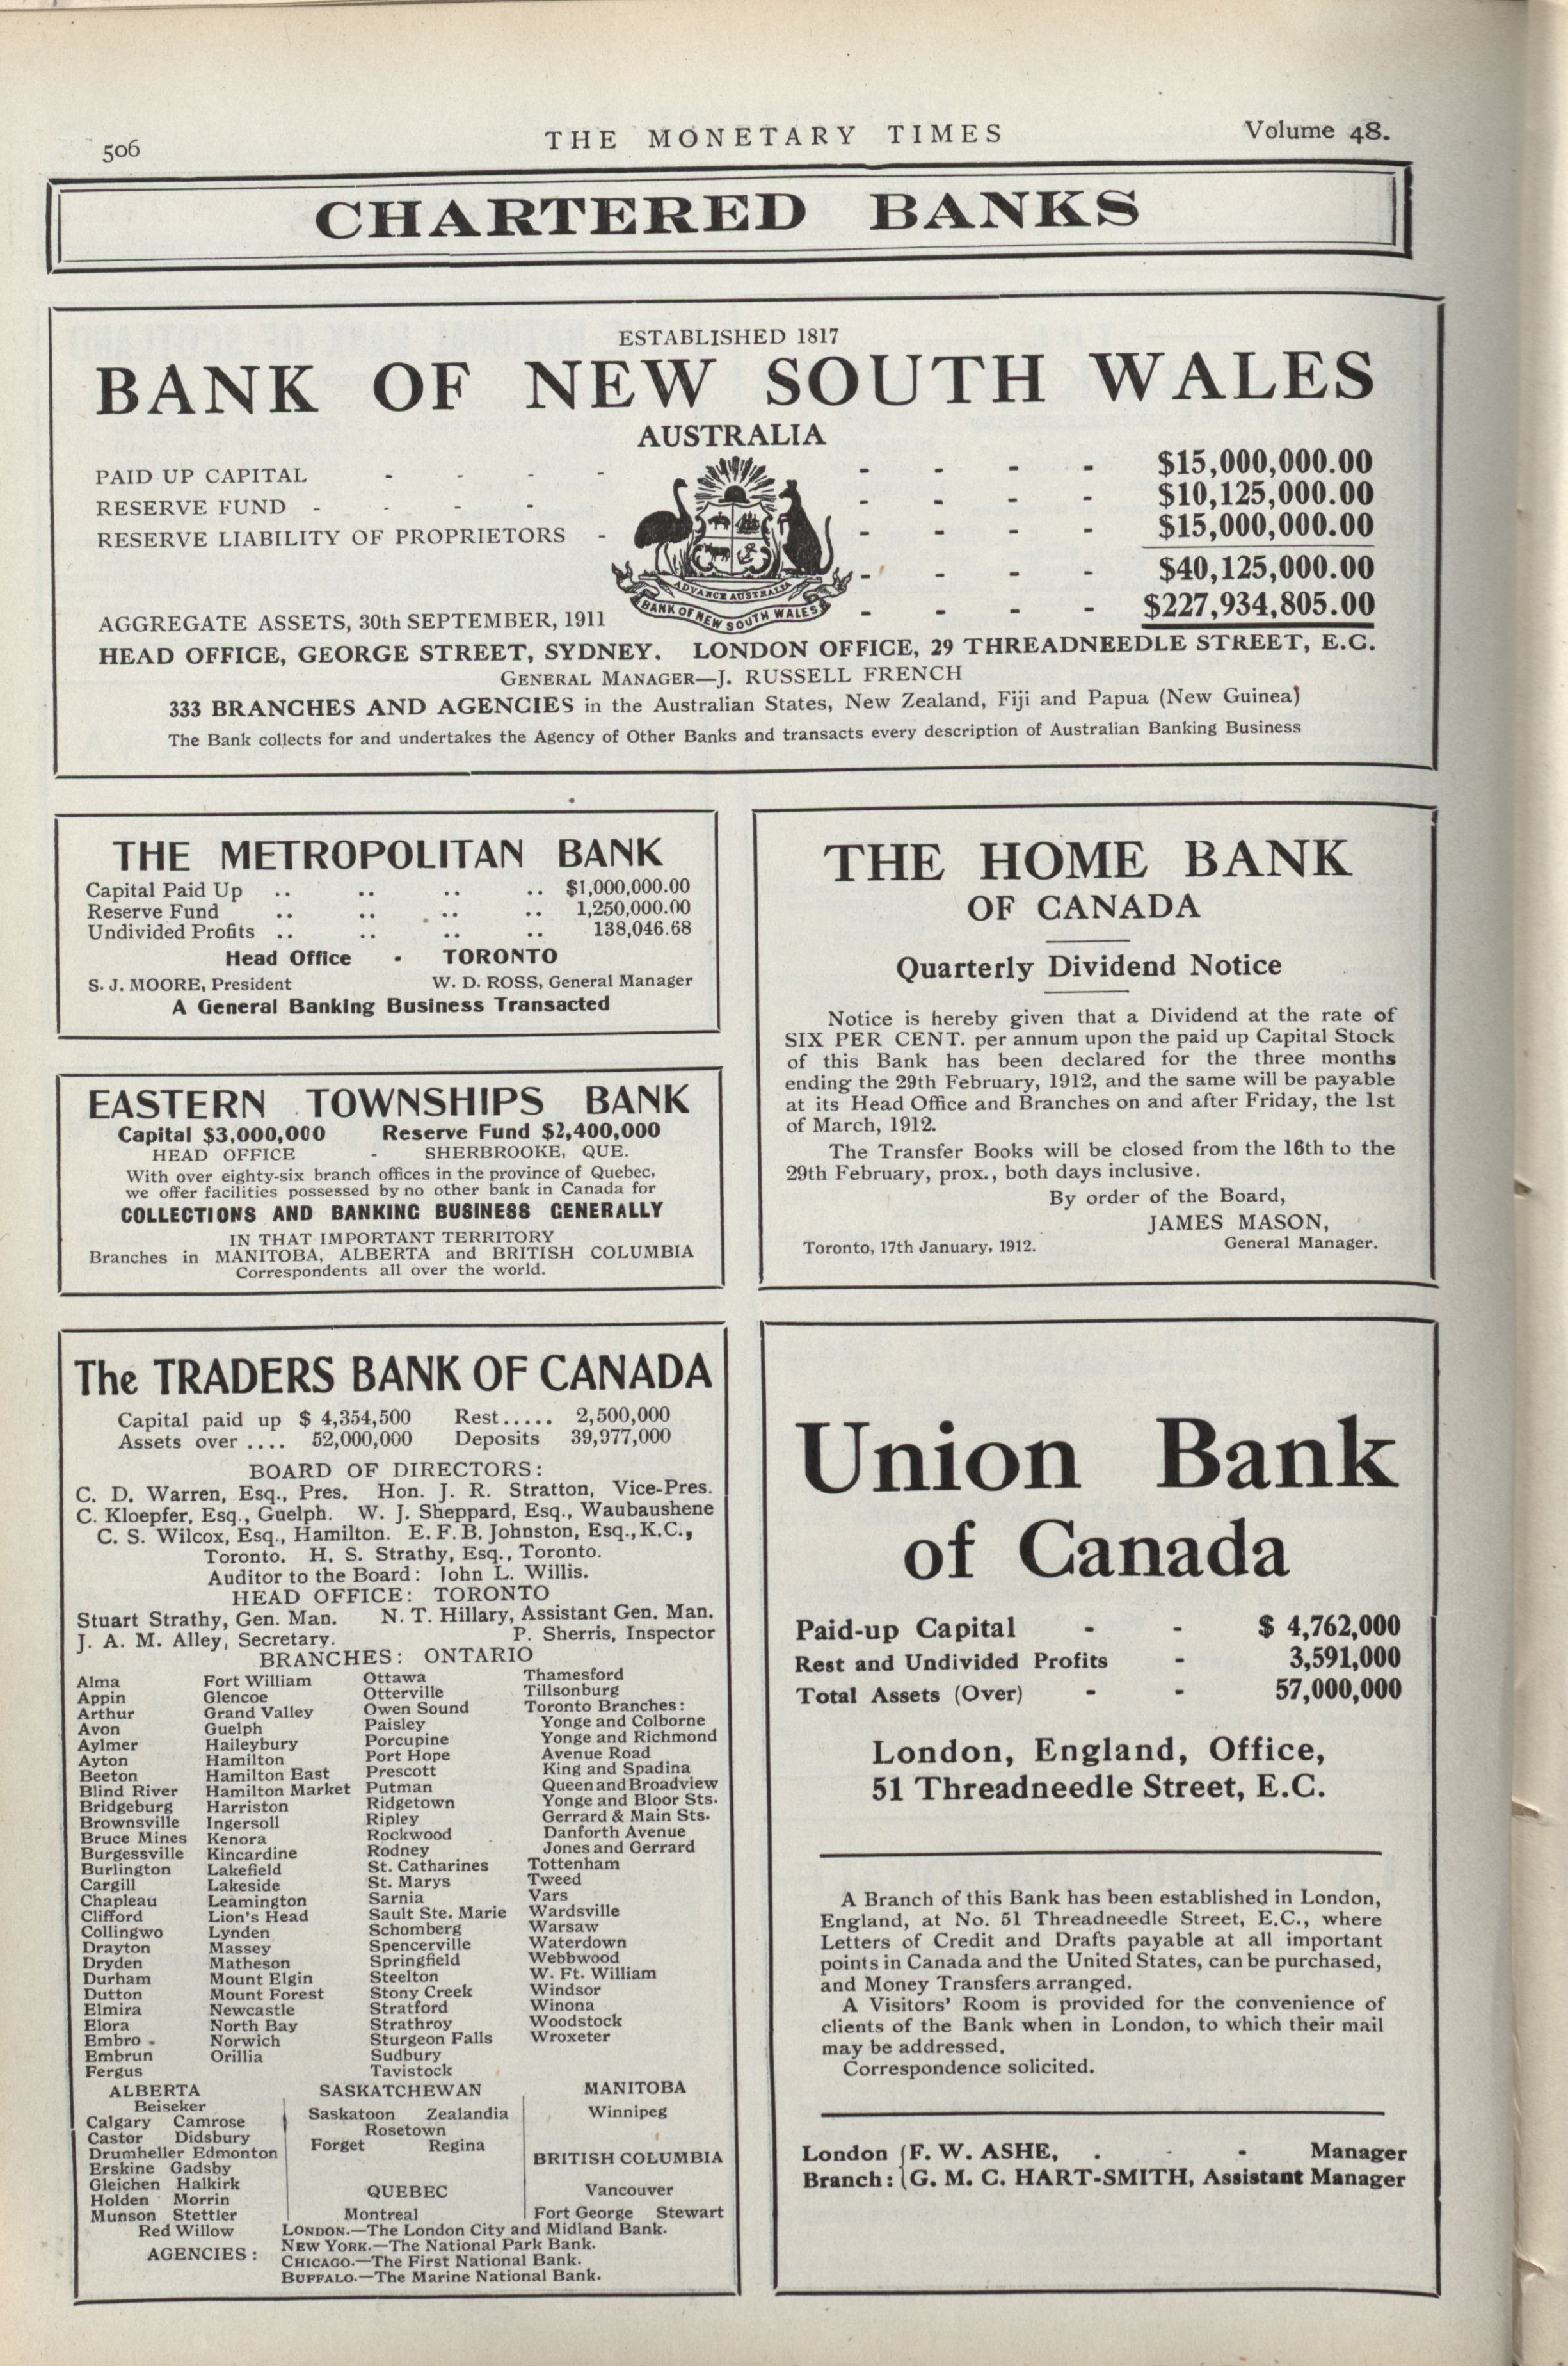 506
THE MONETARY TIMES
Volume 48.
CHARTERED BANKS
ESTABLISHED 1817
BANK OF NEW SOUTH WALES
AUSTRALIA
PAID UP CAPITAL - - - - - - - - $15,000,000.00
RESERVE FUND - - - - - - - - $10,125,000.00
RESERVE LIABILITY OF PROPRIETORS - - - - - $15,000,000.00
- - - - $40,125,000.00
AGGREGATE ASSETS, 30th SEPTEMBER, 1911 - - - - $227,934,805.00
ADVANCE AUSTRALIA
BANK OF NEW SOUTH WALES
HEAD OFFICE, GEORGE STREET, SYDNEY. LONDON OFFICE, 29 THREADNEEDLE STREET, E.C.
GENERAL MANAGER—J. RUSSELL FRENCH
333 BRANCHES AND AGENCIES in the Australian States, New Zealand, Fiji and Papua (New Guinea)
The Bank collects for and undertakes the Agency of Other Banks and transacts every description of Australian Banking Business
THE METROPOLITAN BANK
Capital Paid Up .. .. .. .. $1,000,000.00
Reserve Fund .. .. .. .. 1,250,000.00
Undivided Profits .. .. .. .. 138,046.68
Head Office - TORONTO
S. J. MOORE, President W. D. ROSS, General Manager
A General Banking Business Transacted
EASTERN TOWNSHIPS BANK
Capital $3,000,000 Reserve Fund $2,400,000
HEAD OFFICE - SHERBROOKE, QUE.
With over eighty-six branch offices in the province of Quebec,
we offer facilities possessed by no other bank in Canada for
COLLECTIONS AND BANKING BUSINESS GENERALLY
IN THAT IMPORTANT TERRITORY
Branches in MANITOBA, ALBERTA and BRITISH COLUMBIA
Correspondents all over the world.
THE HOME BANK
OF CANADA
Quarterly Dividend Notice
Notice is hereby given that a Dividend at the rate of
SIX PER CENT. per annum upon the paid up Capital Stock
of this Bank has been declared for the three months
ending the 29th February, 1912, and the same will be payable
at its Head Office and Branches on and after Friday, the 1st
of March, 1912.
The Transfer Books will be closed from the 16th to the
29th February, prox., both days inclusive.
By order of the Board,
JAMES MASON,
Toronto, 17th January, 1912. General Manager.
The TRADERS BANK OF CANADA
Capital paid up $ 4,354,500 Rest..... 2,500,000
Assets over .... 52,000,000 Deposits 39,977,000
BOARD OF DIRECTORS:
C. D. Warren, Esq., Pres. Hon. J. R. Stratton, Vice-Pres.
C. Kloepfer, Esq., Guelph. W. J. Sheppard, Esq., Waubaushene
C. S. Wilcox, Esq., Hamilton. E. F. B. Johnston, Esq., K.C.,
Toronto. H. S. Strathy, Esq., Toronto.
Auditor to the Board: John L. Willis.
HEAD OFFICE: TORONTO
Stuart Strathy, Gen. Man. N. T. Hillary, Assistant Gen. Man.
J. A. M. Alley, Secretary. P. Sherris, Inspector
BRANCHES: ONTARIO
Alma
Appin
Arthur
Avon
Aylmer
Ayton
Beeton
Blind River
Bridgeburg
Brownsville
Bruce Mines
Burgessville
Burlington
Cargill
Chapleau
Clifford
Collingwo
Drayton
Dryden
Durham
Dutton
Elmira
Elora
Embro
Embrun
Fergus
Fort William
Glencoe
Grand Valley
Guelph
Haileybury
Hamilton
Hamilton East
Hamilton Market
Harriston
Ingersoll
Kenora
Kincardine
Lakefield
Lakeside
Leamington
Lion's Head
Lynden
Massey
Matheson
Mount Elgin
Mount Forest
Newcastle
North Bay
Norwich
Orillia
Ottawa
Otterville
Owen Sound
Paisley
Porcupine
Port Hope
Prescott
Putman
Ridgetown
Ripley
Rockwood
Rodney
St. Catharines
St. Marys
Sarnia
Sault Ste. Marie
Schomberg
Spencerville
Springfield
Steelton
Stony Creek
Stratford
Strathroy
Sturgeon Falls
Sudbury
Tavistock
Thamesford
Tillsonburg
Toronto Branches:
Yonge and Colborne
Yonge and Richmond
Avenue Road
King and Spadina
Queen and Broadview
Yonge and Bloor Sts.
Gerrard & Main Sts.
Danforth Avenue
Jones and Gerrard
Tottenham
Tweed
Vars
Wardsville
Warsaw
Waterdown
Webbwood
W. Ft. William
Windsor
Winona
Woodstock
Wroxeter
ALBERTA
Beiseker
Calgary Camrose
Castor Didsbury
Drumheller Edmonton
Erskine Gadsby
Gleichen Halkirk
Holden Morrin
Munson Stettler
Red Willow
SASKATCHEWAN
Saskatoon Zealandia
Rosetown
Forget Regina
QUEBEC
Montreal
MANITOBA
Winnipeg
BRITISH COLUMBIA
Vancouver
Fort George Stewart
AGENCIES:
LONDON.—The London City and Midland Bank.
NEW YORK.—The National Park Bank.
CHICAGO.—The First National Bank.
BUFFALO.—The Marine National Bank.
Union Bank
of Canada
Paid-up Capital - - $ 4,762,000
Rest and Undivided Profits - 3,591,000
Total Assets (Over) - - 57,000,000
London, England, Office,
51 Threadneedle Street, E.C.
A Branch of this Bank has been established in London,
England, at No. 51 Threadneedle Street, E.C., where
Letters of Credit and Drafts payable at all important
points in Canada and the United States, can be purchased,
and Money Transfers arranged.
A Visitors' Room is provided for the convenience of
clients of the Bank when in London, to which their mail
may be addressed.
Correspondence solicited.
London { F. W. ASHE, . - - Manager
Branch: { G. M. C. HART-SMITH, Assistant Manager